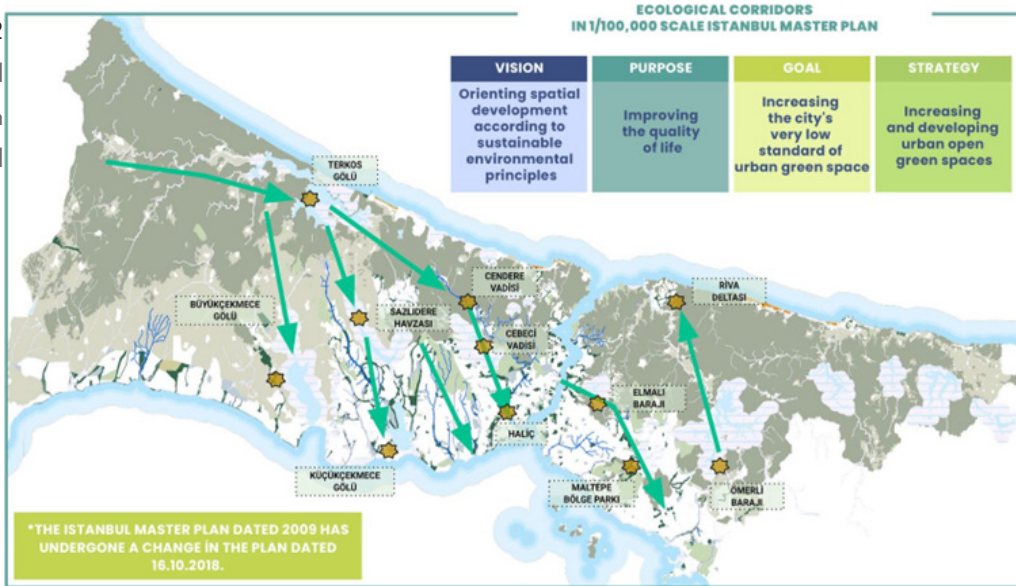 ECOLOGICAL CORRIDORS
IN 1/100,000 SCALE ISTANBUL MASTER PLAN
VISION
Orienting spatial
development
according to
sustainable
environmental
principles
PURPOSE
Improving
the quality
of life
GOAL
Increasing
the city's
very low
standard of
urban green space
STRATEGY
Increasing
and developing
urban open
green spaces
TERKOS
GÖLÜ
BÜYÜKÇEKMECE
GÖLÜ
SAZLIDERE
HAVZASI
CENDERE
VADİSİ
CEBECİ
VADİSİ
RİVA
DELTASI
ELMALI
BARAJI
HALİÇ
KÜÇÜKÇEKMECE
GÖLÜ
MALTEPE
BÖLGE PARKI
ÖMERLİ
BARAJI
*THE ISTANBUL MASTER PLAN DATED 2009 HAS
UNDERGONE A CHANGE İN THE PLAN DATED
16.10.2018.